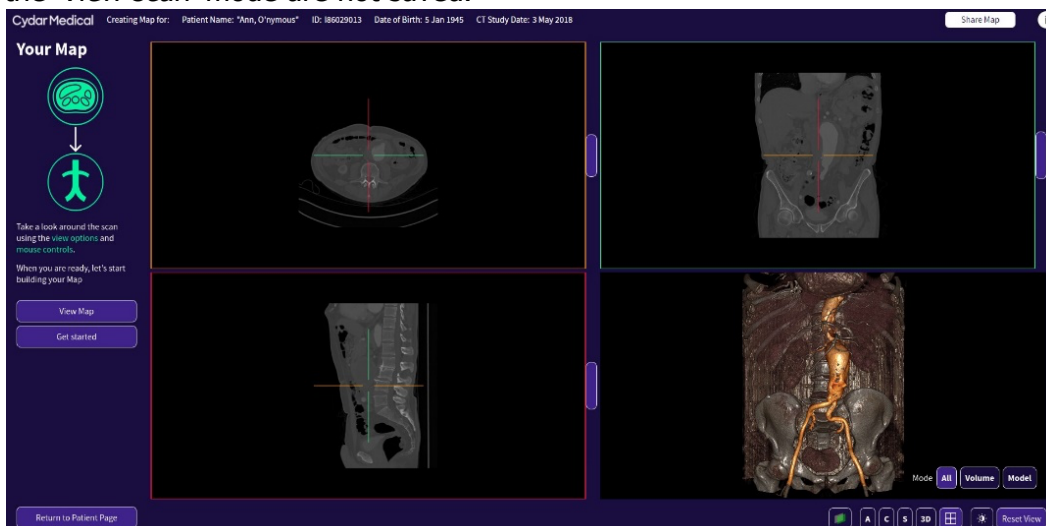 the 'View Scan' Mode are not saved.
Cydar Medical Creating Map for: Patient Name: "Ann, O'nymous" ID: I86029013 Date of Birth: 5 Jan 1945 CT Study Date: 3 May 2018 Share Map
Your Map
Take a look around the scan
using the view options and
mouse controls.
When you are ready, let's start
building your Map
View Map
Get started
Mode All Volume Model
Return to Patient Page A C S 3D Reset View